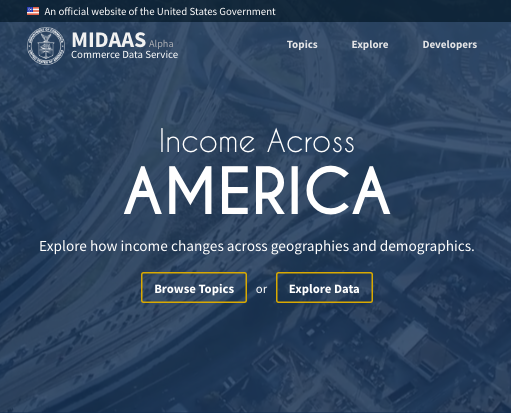 An official website of the United States Government
MIDAAS Alpha
Commerce Data Service
Topics Explore Developers
Income Across
AMERICA
Explore how income changes across geographies and demographics.
Browse Topics or Explore Data